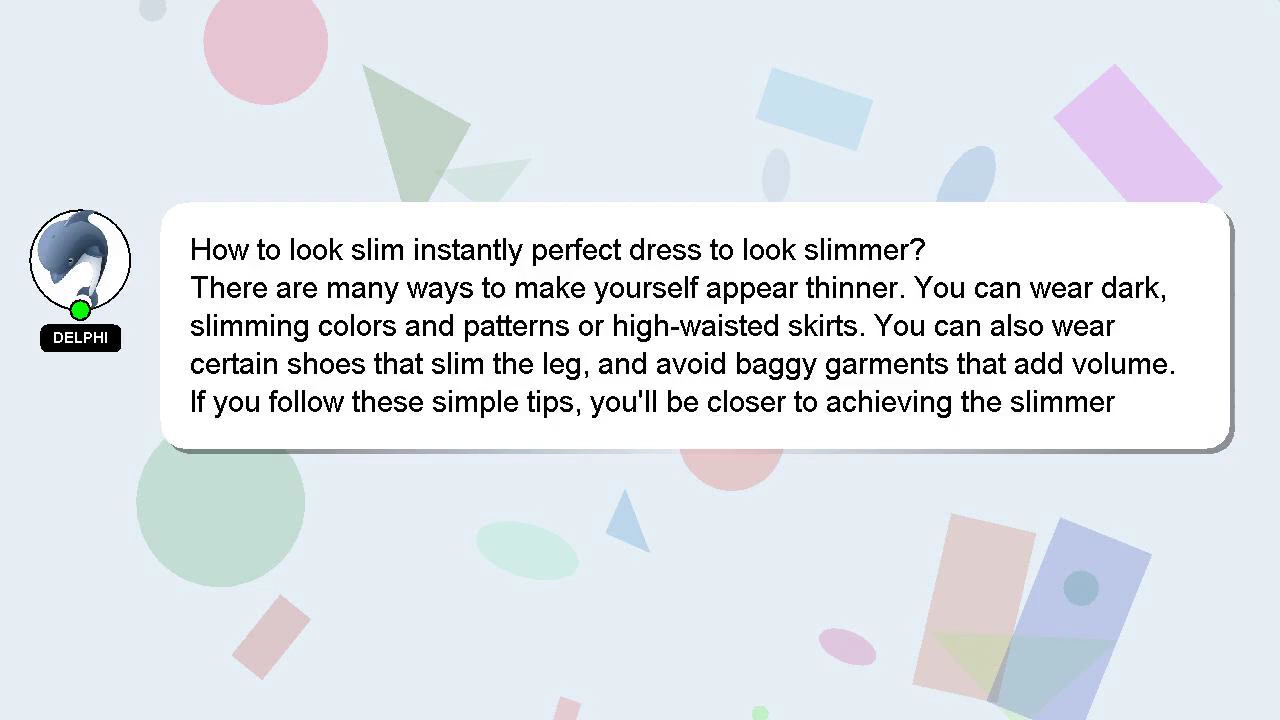 How to look slim instantly perfect dress to look slimmer?
There are many ways to make yourself appear thinner. You can wear dark,
slimming colors and patterns or high-waisted skirts. You can also wear
certain shoes that slim the leg, and avoid baggy garments that add volume.
If you follow these simple tips, you'll be closer to achieving the slimmer
DELPHI